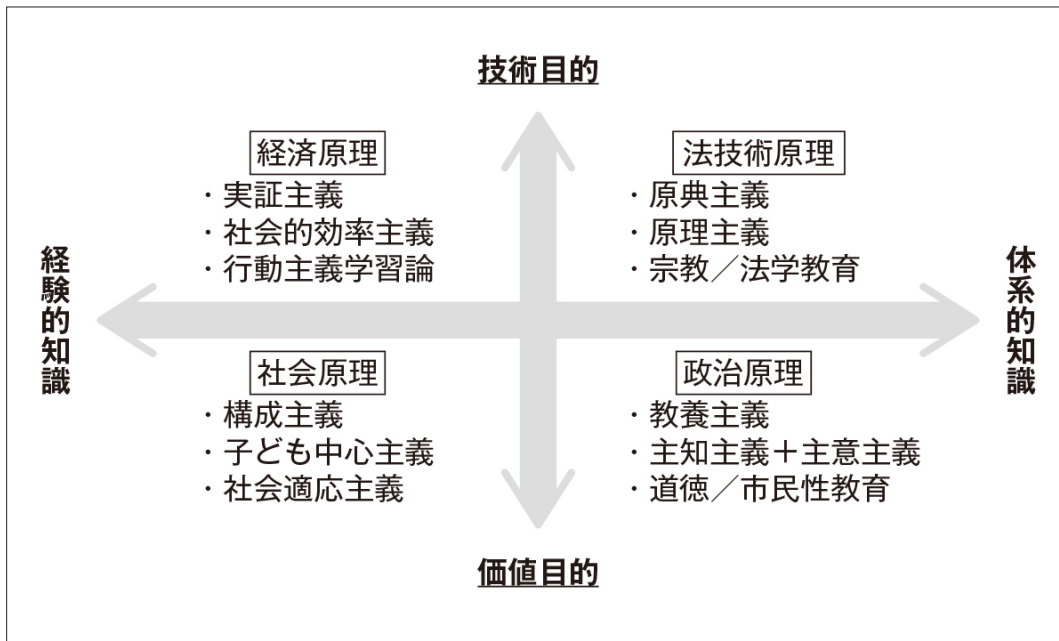 技術目的
経済原理
・実証主義
・社会的効率主義
・行動主義学習論
法技術原理
・原典主義
・原理主義
・宗教／法学教育
経験的知識
体系的知識
社会原理
・構成主義
・子ども中心主義
・社会適応主義
政治原理
・教養主義
・主知主義＋主意主義
・道徳／市民性教育
価値目的